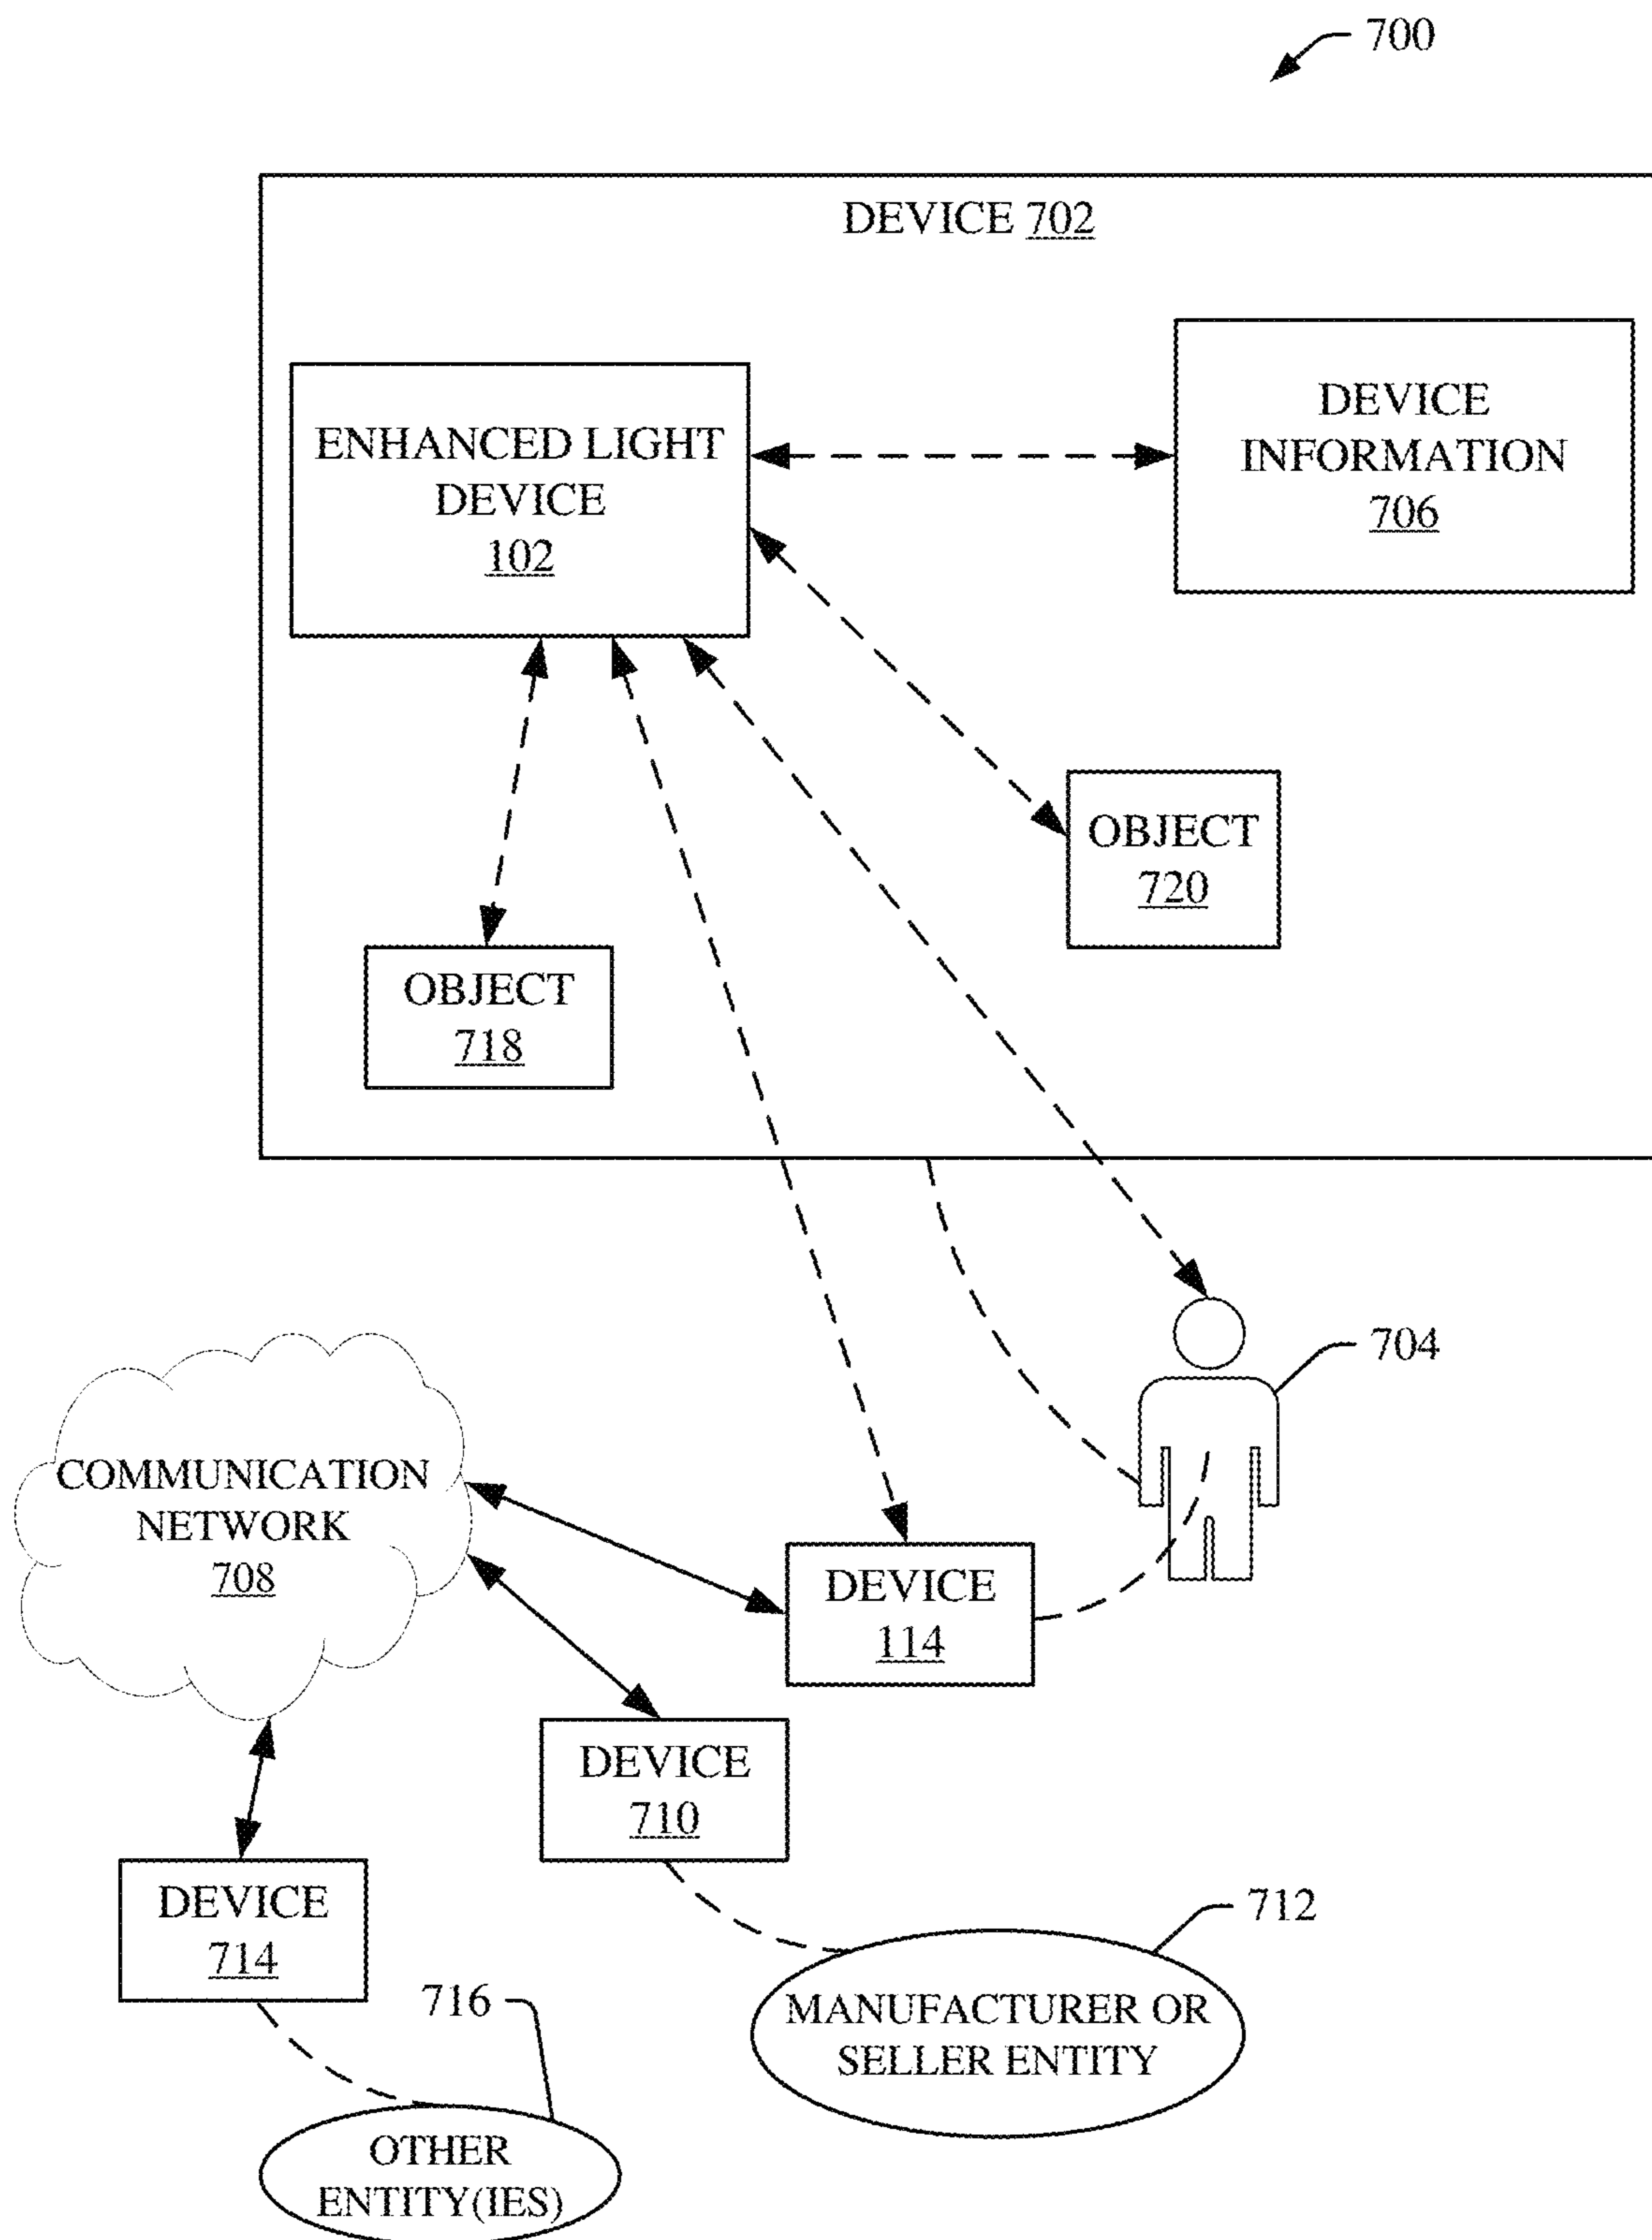 700
DEVICE 702
ENHANCED LIGHT
DEVICE
102
DEVICE
INFORMATION
706
OBJECT
720
OBJECT
718
704
COMMUNICATION
NETWORK
708
DEVICE
114
DEVICE
710
DEVICE
714
712
MANUFACTURER OR
SELLER ENTITY
716
OTHER
ENTITY(IES)